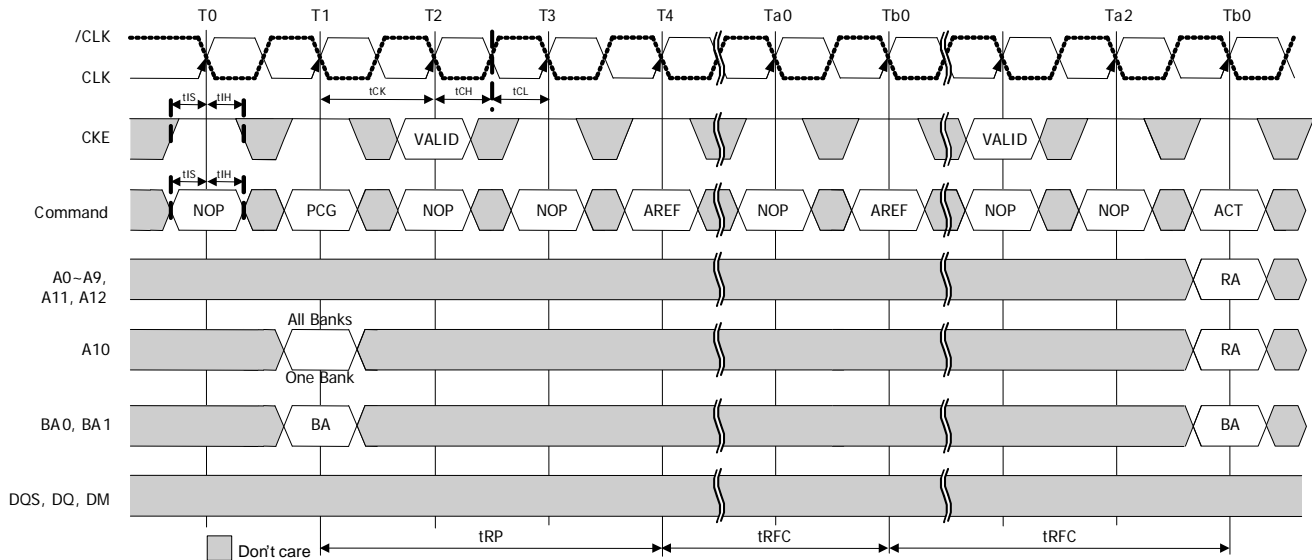 T0 T1 T2 T3 T4 Ta0 Tb0 Ta2 Tb0
/CLK
CLK
tCK tCH tCL
tIS tIH
CKE VALID VALID
tIS tIH
Command NOP PCG NOP NOP AREF NOP AREF NOP NOP ACT
A0~A9,
A11, A12 RA
All Banks
A10 RA
One Bank
BA0, BA1 BA BA
DQS, DQ, DM
Don't care tRP tRFC tRFC